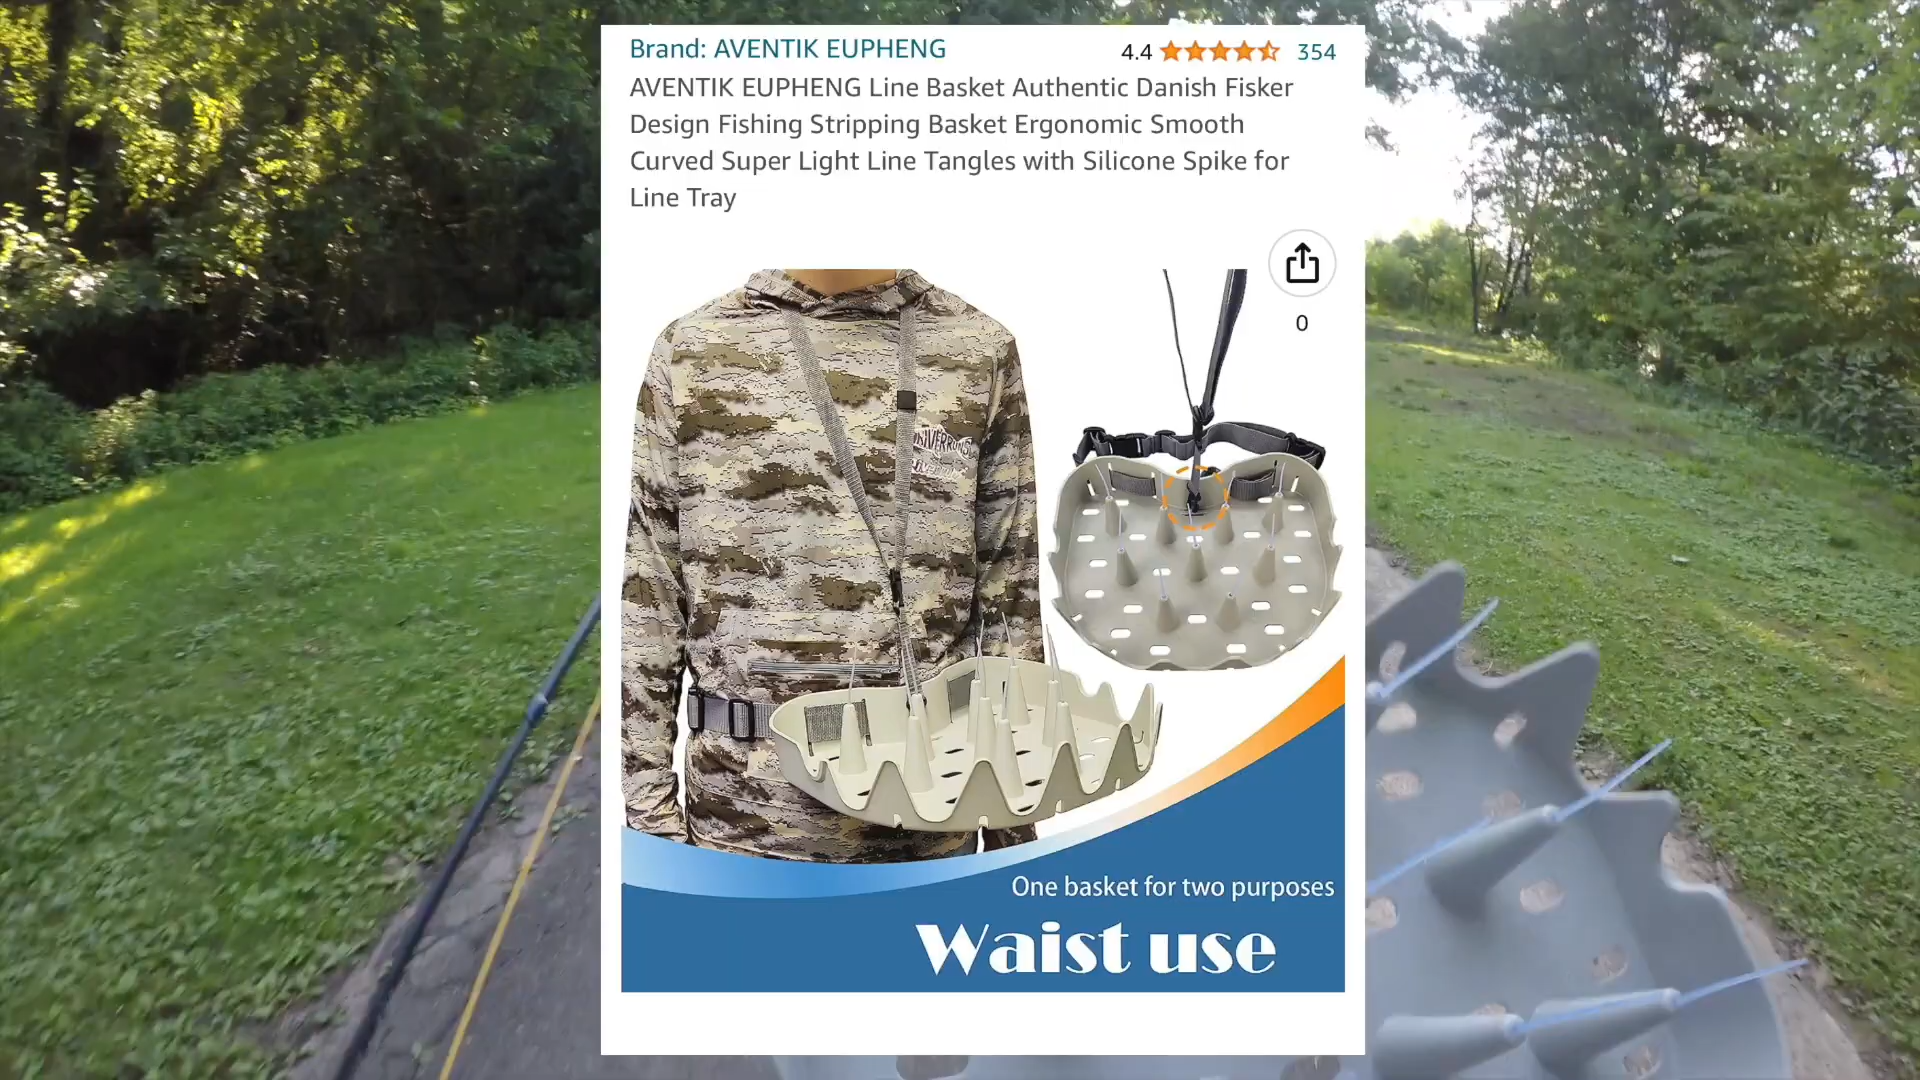 Brand: AVENTIK EUPHENG
4.4 354
AVENTIK EUPHENG Line Basket Authentic Danish Fisker
Design Fishing Stripping Basket Ergonomic Smooth
Curved Super Light Line Tangles with Silicone Spike for
Line Tray
0
One basket for two purposes
Waist use